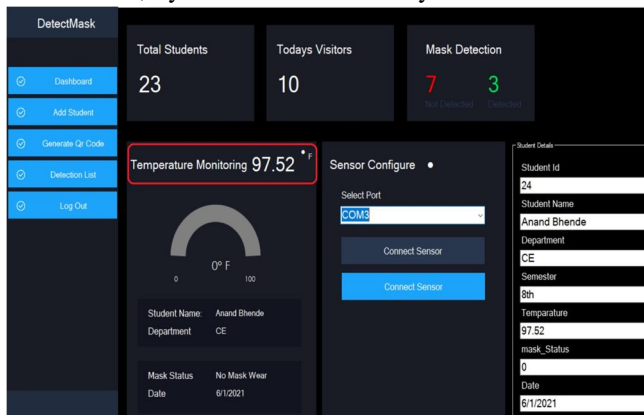 DetectMask
Dashboard
Add Student
Generate Qr Code
Detection List
Log Out
Total Students
23
Todays Visitors
10
Mask Detection
7 3
Not Detected Detected
Temperature Monitoring 97.52 ° F
0° F
0 100
Student Name: Anand Bhende
Department CE
Mask Status No Mask Wear
Date 6/1/2021
Sensor Configure
Select Port
COM3
Connect Sensor
Connect Sensor
Student Details
Student Id
24
Student Name
Anand Bhende
Department
CE
Semester
8th
Temparature
97.52
mask_Status
0
Date
6/1/2021